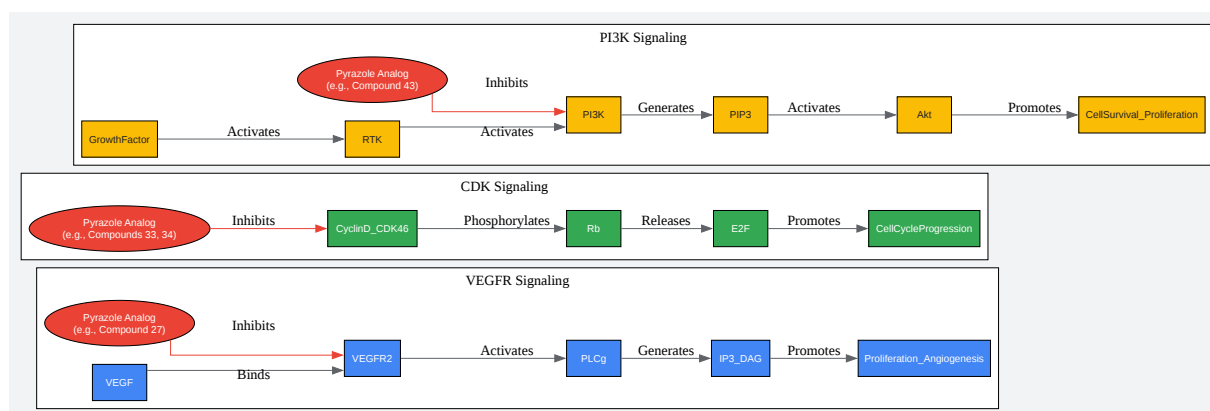 PI3K Signaling
Pyrazole Analog
(e.g., Compound 43)
Inhibits
GrowthFactor
Activates
RTK
Activates
PI3K
Generates
PIP3
Activates
Akt
Promotes
CellSurvival_Proliferation
CDK Signaling
Pyrazole Analog
(e.g., Compounds 33, 34)
Inhibits
CyclinD_CDK46
Phosphorylates
Rb
Releases
E2F
Promotes
CellCycleProgression
VEGFR Signaling
Pyrazole Analog
(e.g., Compound 27)
Inhibits
VEGF
Binds
VEGFR2
Activates
PLCg
Generates
IP3_DAG
Promotes
Proliferation_Angiogenesis